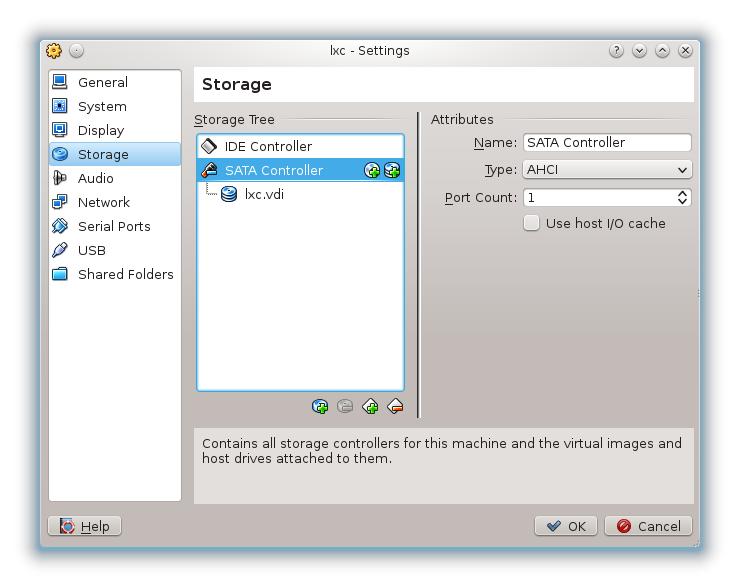 lxc - Settings
General
System
Display
Storage
Audio
Network
Serial Ports
USB
Shared Folders
Storage
Storage Tree
IDE Controller
SATA Controller
lxc.vdi
Attributes
Name: SATA Controller
Type: AHCI
Port Count: 1
Use host I/O cache
Contains all storage controllers for this machine and the virtual images and
host drives attached to them.
Help
OK
Cancel